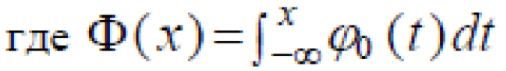 где Φ(x)=∫_{-∞}^{x} φ₀ (t)dt